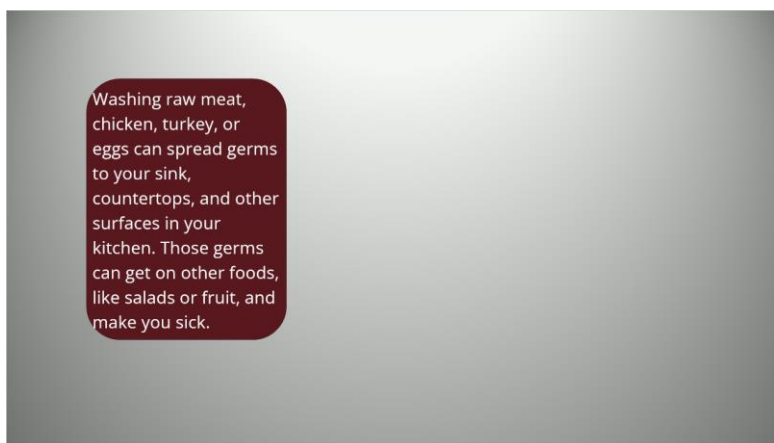 Washing raw meat,
chicken, turkey, or
eggs can spread germs
to your sink,
countertops, and other
surfaces in your
kitchen. Those germs
can get on other foods,
like salads or fruit, and
make you sick.